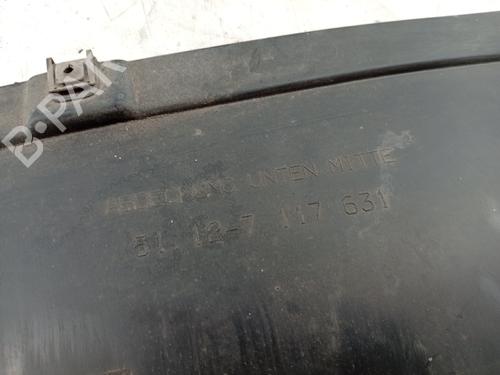 B-PARTS
ABDECKUNG UNTEN MITTE
51.12-7 117 631